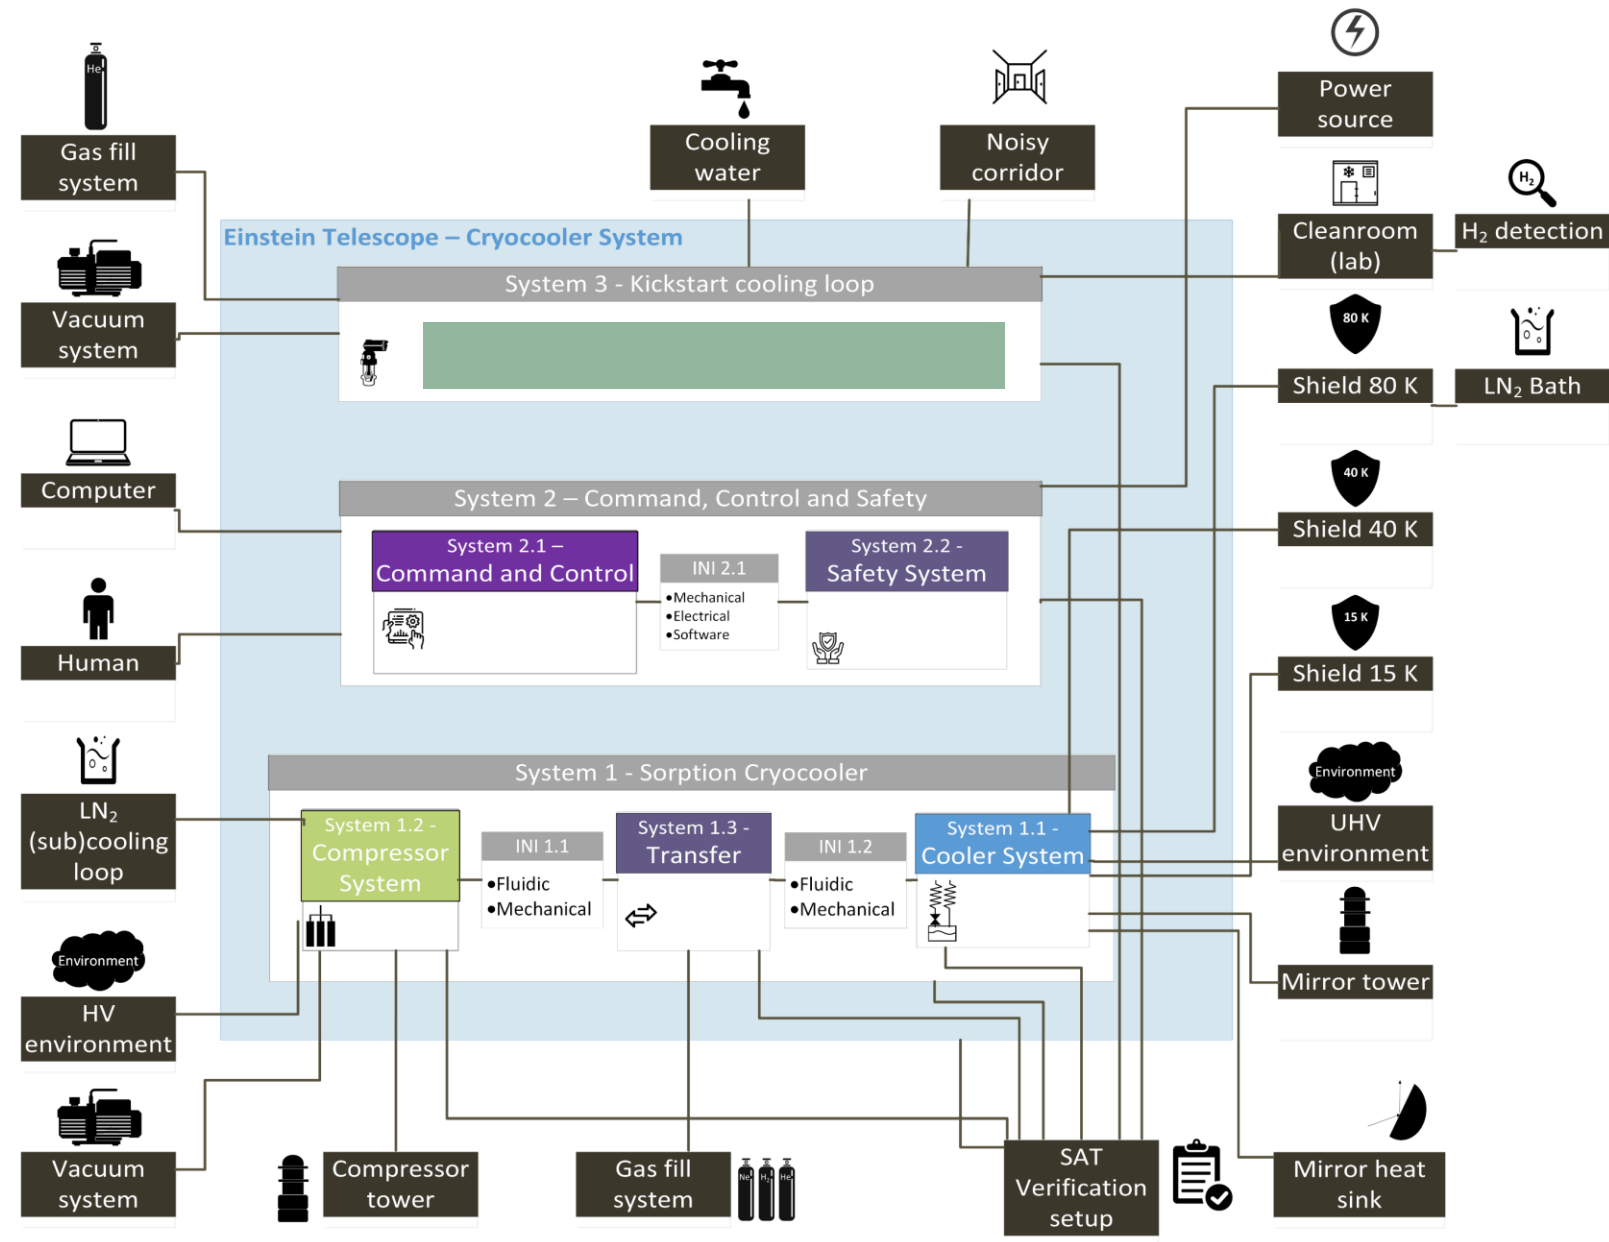 He
Gas fill
system
Vacuum
system
Computer
Human
LN₂
(sub)cooling
loop
Environment
HV
environment
Vacuum
system
Cooling
water
Noisy
corridor
Einstein Telescope – Cryocooler System
System 3 - Kickstart cooling loop
System 2 – Command, Control and Safety
System 2.1 –
Command and Control
INI 2.1
•Mechanical
•Electrical
•Software
System 2.2 -
Safety System
System 1 - Sorption Cryocooler
System 1.2 -
Compressor
System
INI 1.1
•Fluidic
•Mechanical
System 1.3 -
Transfer
INI 1.2
•Fluidic
•Mechanical
System 1.1 -
Cooler System
Compressor
tower
Gas fill
system
Ne
H₂
He
SAT
Verification
setup
Power
source
Cleanroom
(lab)
H₂
H₂ detection
80 K
Shield 80 K
LN₂ Bath
40 K
Shield 40 K
15 K
Shield 15 K
Environment
UHV
environment
Mirror tower
Mirror heat
sink